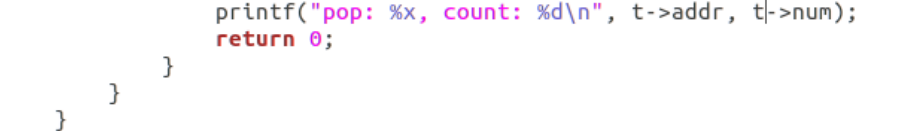 printf("pop: %x, count: %d\n", t->addr, t->num);
return 0;
}
}
}